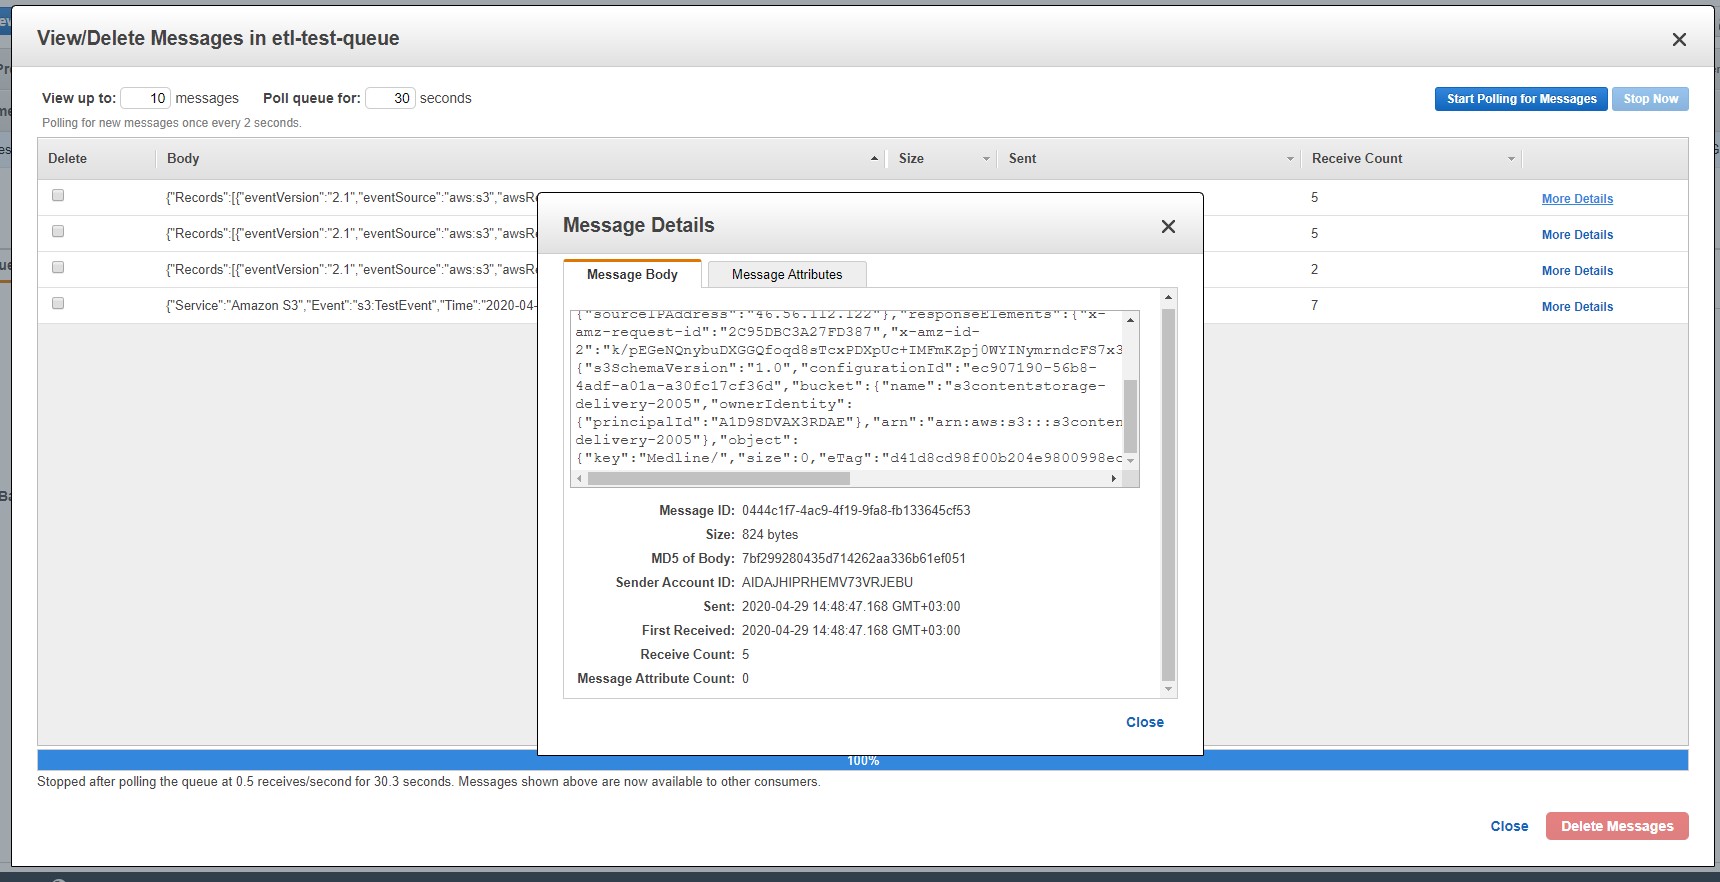 View/Delete Messages in etl-test-queue
View up to: 10 messages Poll queue for: 30 seconds
Start Polling for Messages Stop Now
Polling for new messages once every 2 seconds.
Delete Body Size Sent Receive Count
{"Records":[{"eventVersion":"2.1","eventSource":"aws:s3","awsRe 5 More Details
{"Records":[{"eventVersion":"2.1","eventSource":"aws:s3","awsRe 5 More Details
{"Records":[{"eventVersion":"2.1","eventSource":"aws:s3","awsRe 2 More Details
{"Service":"Amazon S3","Event":"s3:TestEvent","Time":"2020-04- 7 More Details
Message Details
Message Body Message Attributes
{"sourceIPAddress":"46.56.112.122"},"responseElements":{"x-
amz-request-id":"2C95DBC3A27FD387","x-amz-id-
2":"k/pEGeNQnybuDXGGQfoqd8sTcxPDXpUc+IMFmKZpj0WYINymrndcFS7x3
{"s3SchemaVersion":"1.0","configurationId":"ec907190-56b8-
4adf-a01a-a30fc17cf36d","bucket":{"name":"s3contentstorage-
delivery-2005","ownerIdentity":
{"principalId":"A1D9SDVAX3RDAE"},"arn":"arn:aws:s3:::s3conten
delivery-2005"},"object":
{"key":"Medline/","size":0,"eTag":"d41d8cd98f00b204e9800998ec
Message ID: 0444c1f7-4ac9-4f19-9fa8-fb133645cf53
Size: 824 bytes
MD5 of Body: 7bf299280435d714262aa336b61ef051
Sender Account ID: AIDAJHIPRHEMV73VRJEBU
Sent: 2020-04-29 14:48:47.168 GMT+03:00
First Received: 2020-04-29 14:48:47.168 GMT+03:00
Receive Count: 5
Message Attribute Count: 0
Close
100%
Stopped after polling the queue at 0.5 receives/second for 30.3 seconds. Messages shown above are now available to other consumers.
Close Delete Messages